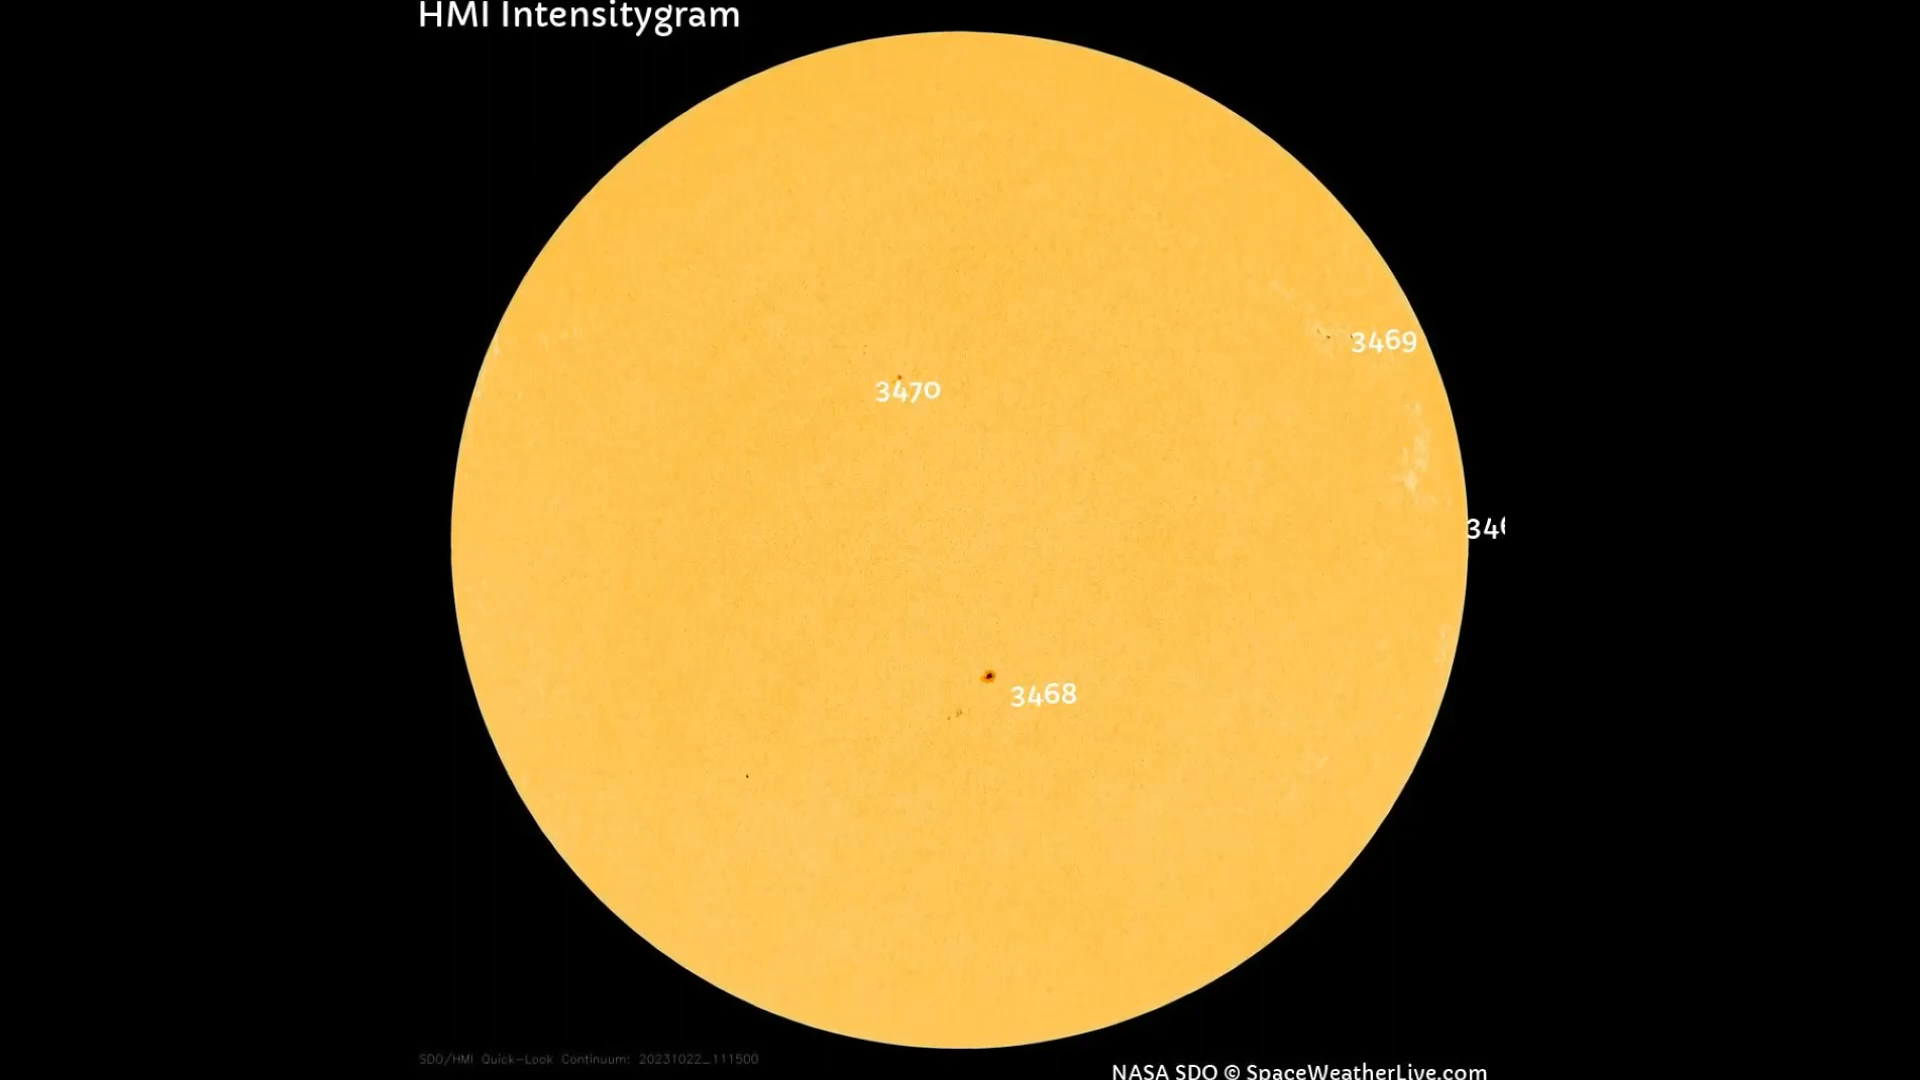 HMI Intensitygram
3469
3470
346
3468
SDO/HMI Quick-Look Continuum: 20231022_111500
NASA SDO © SpaceWeatherLive.com